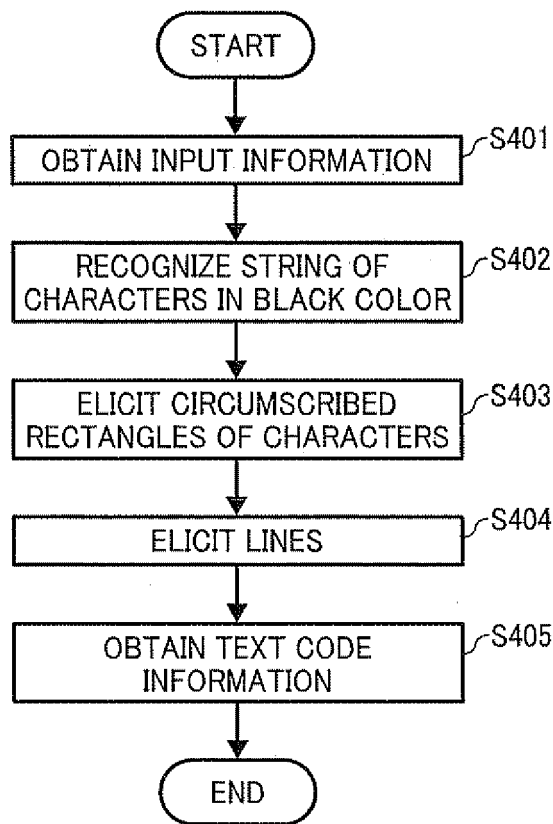 START
S401
OBTAIN INPUT INFORMATION
S402
RECOGNIZE STRING OF
CHARACTERS IN BLACK COLOR
S403
ELICIT CIRCUMSCRIBED
RECTANGLES OF CHARACTERS
S404
ELICIT LINES
S405
OBTAIN TEXT CODE
INFORMATION
END